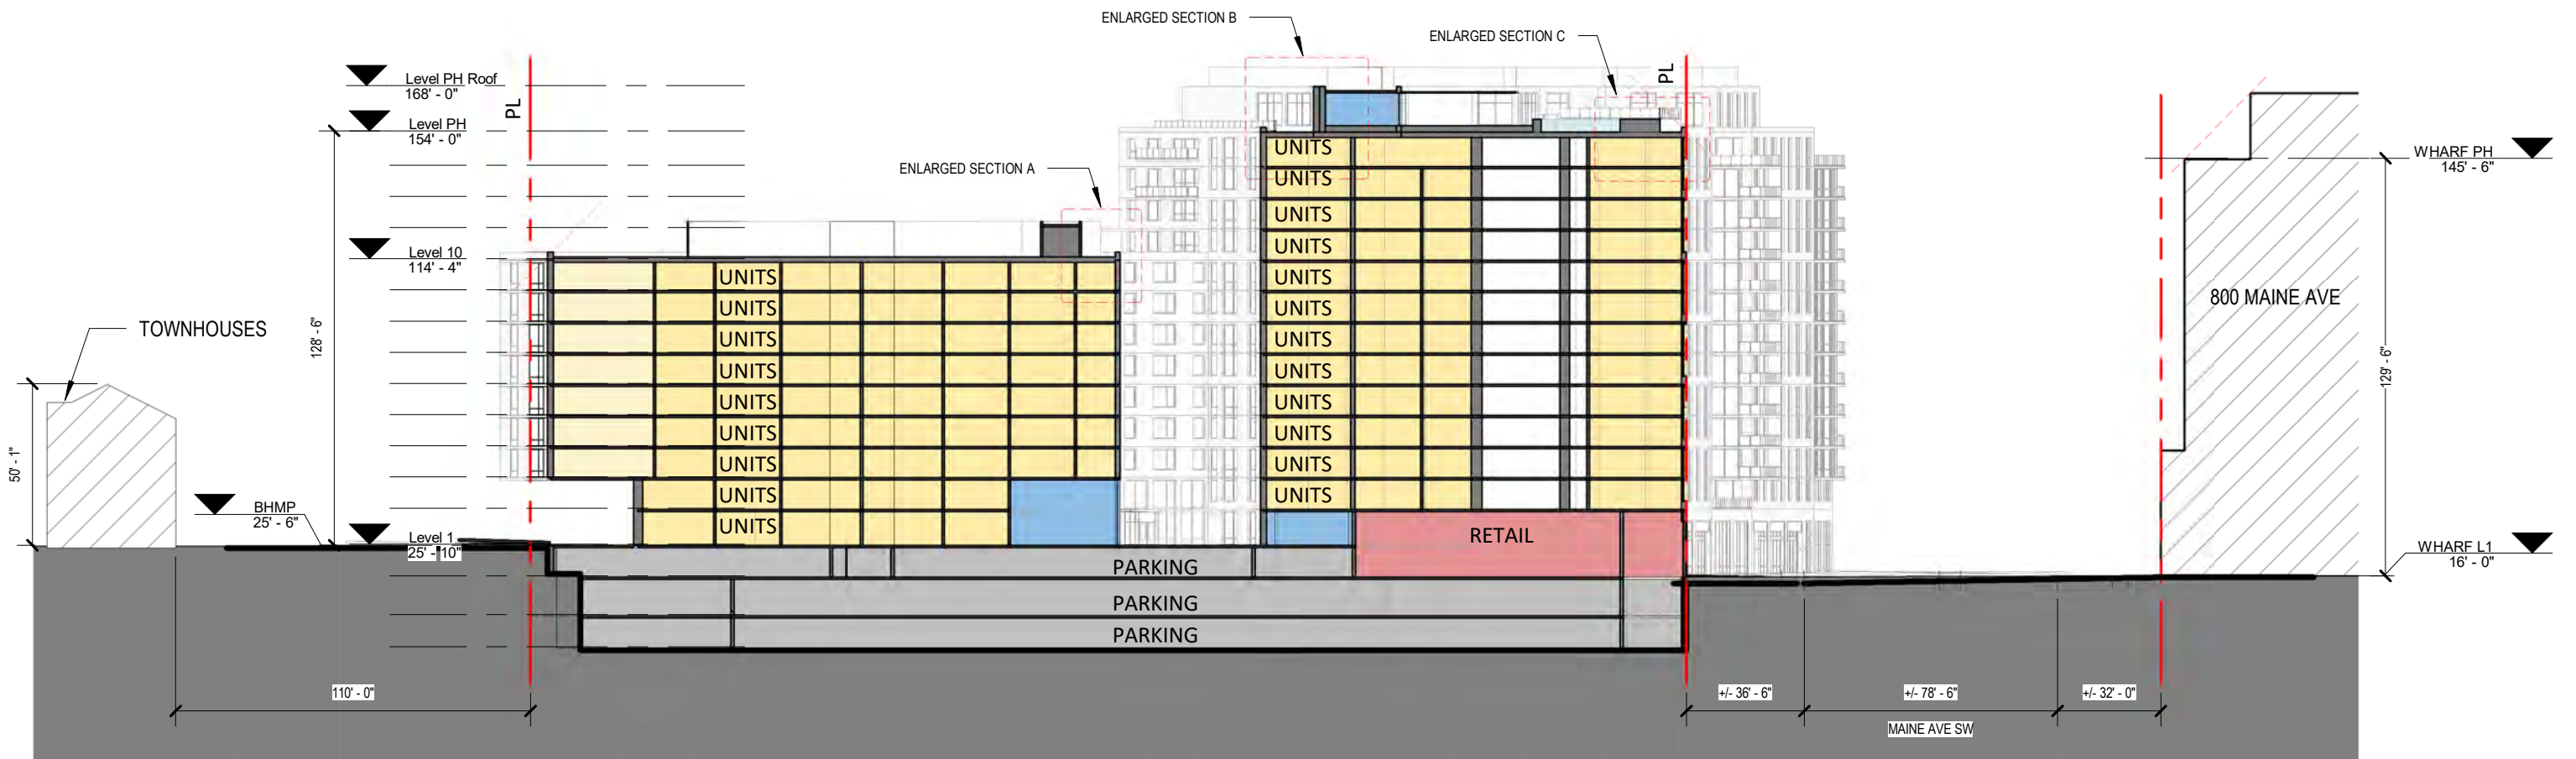 ENLARGED SECTION B
ENLARGED SECTION C
Level PH Roof
168' - 0"
PL
PL
Level PH
154' - 0"
ENLARGED SECTION A
WHARF PH
145' - 6"
UNITS
UNITS
UNITS
UNITS
UNITS
UNITS
UNITS
UNITS
UNITS
UNITS
UNITS
UNITS
Level 10
114' - 4"
UNITS
UNITS
UNITS
UNITS
UNITS
UNITS
UNITS
UNITS
UNITS
800 MAINE AVE
TOWNHOUSES
128' - 6"
129' - 6"
50' - 1"
BHMP
25' - 6"
Level 1
25' - 10"
RETAIL
WHARF L1
16' - 0"
PARKING
PARKING
PARKING
110' - 0"
+/- 36' - 6"
+/- 78' - 6"
+/- 32' - 0"
MAINE AVE SW